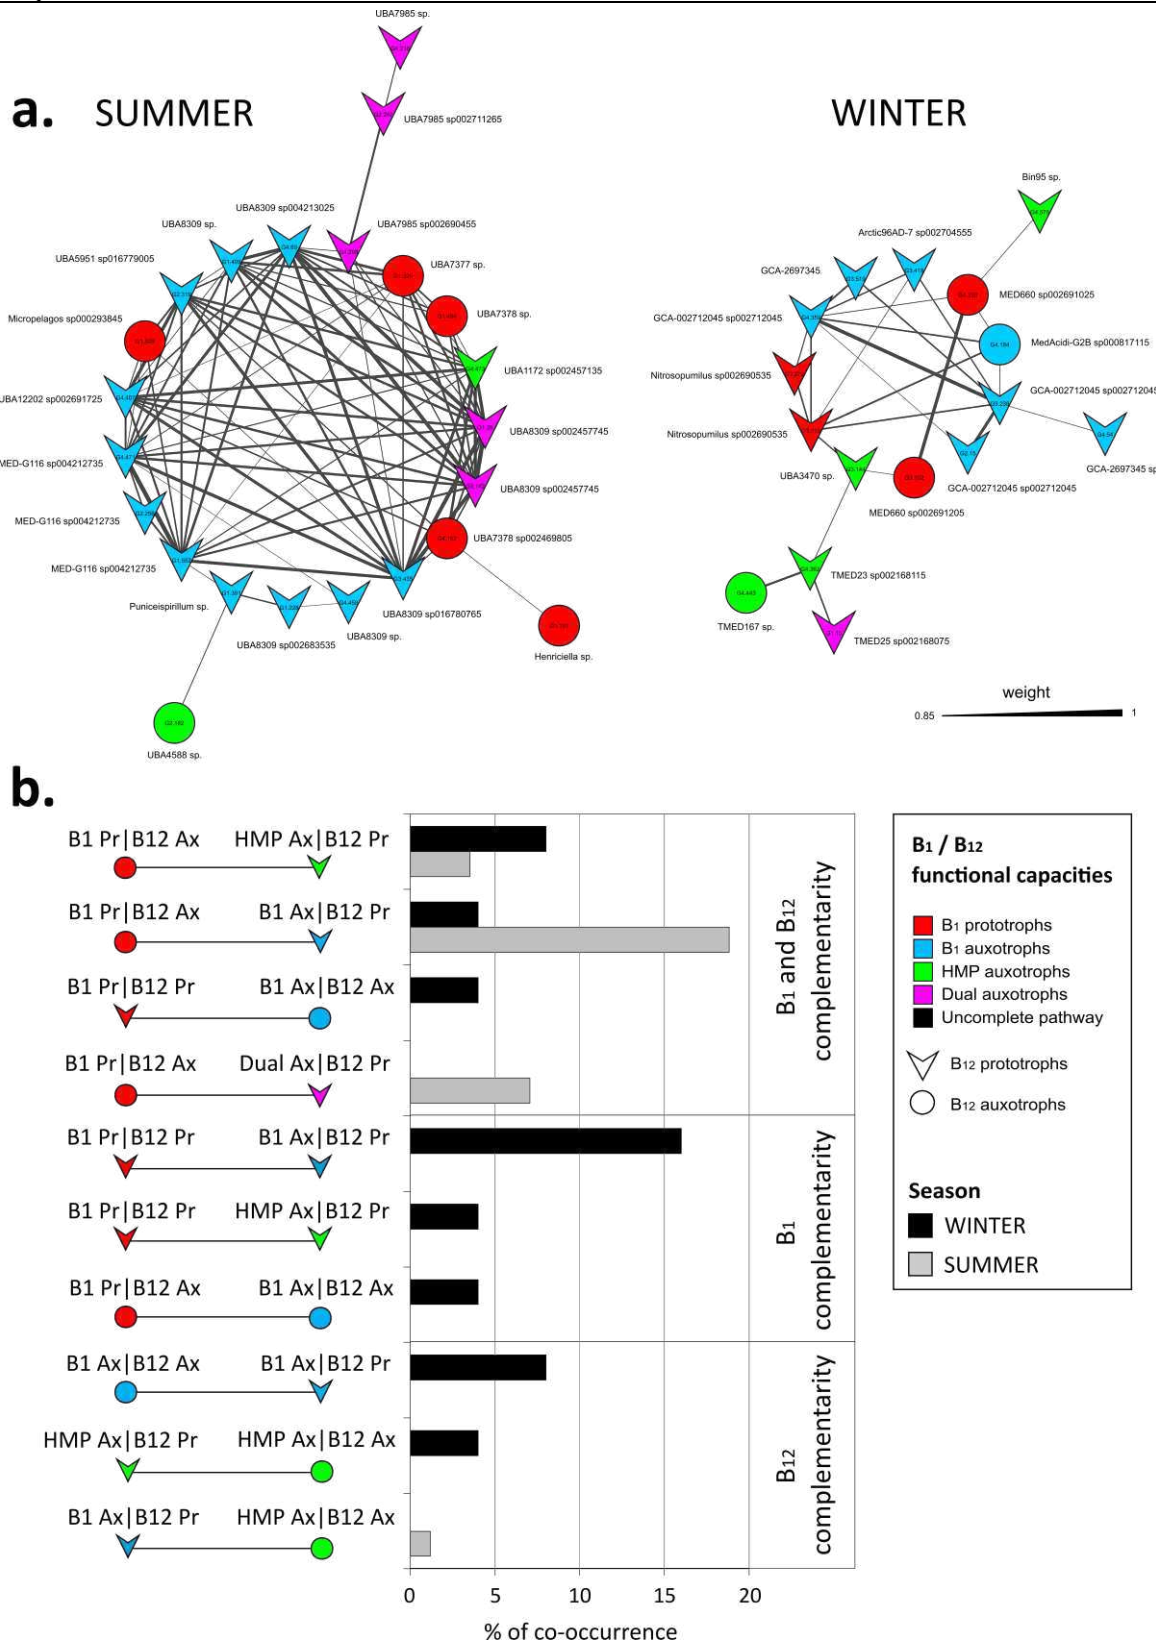 a. SUMMER
WINTER
UBA7985 sp.
UBA7985 sp002711265
UBA8309 sp004213025
UBA7985 sp002690455
UBA8309 sp.
UBA7377 sp.
UBA5951 sp016779005
UBA7378 sp.
Micropelagos sp000293845
UBA1172 sp002457135
UBA12202 sp002691725
UBA8309 sp002457745
MED-G116 sp004212735
UBA8309 sp002457745
MED-G116 sp004212735
UBA7378 sp002469805
MED-G116 sp004212735
Puniceispirillum sp.
UBA8309 sp016780765
UBA8309 sp.
UBA8309 sp002683535
Henriciella sp.
UBA4588 sp.
Bin95 sp.
Arctic96AD-7 sp002704555
GCA-2697345
MED660 sp002691025
GCA-002712045 sp002712045
MedAcidi-G2B sp000817115
Nitrosopumilus sp002690535
GCA-002712045 sp002712045
Nitrosopumilus sp002690535
GCA-2697345 sp
UBA3470 sp.
GCA-002712045 sp002712045
MED660 sp002691205
TMED23 sp002168115
TMED167 sp.
TMED25 sp002168075
weight
0.85
1
b.
B1 Pr|B12 Ax HMP Ax|B12 Pr
B1 Pr|B12 Ax B1 Ax|B12 Pr
B1 Pr|B12 Pr B1 Ax|B12 Ax
B1 Pr|B12 Ax Dual Ax|B12 Pr
B1 and B12
complementarity
B1 Pr|B12 Pr B1 Ax|B12 Pr
B1 Pr|B12 Pr HMP Ax|B12 Pr
B1 Pr|B12 Ax B1 Ax|B12 Ax
B1
complementarity
B1 Ax|B12 Ax B1 Ax|B12 Pr
HMP Ax|B12 Pr HMP Ax|B12 Ax
B1 Ax|B12 Pr HMP Ax|B12 Ax
B12
complementarity
0 5 10 15 20
% of co-occurrence
B1 / B12
functional capacities
B1 prototrophs
B1 auxotrophs
HMP auxotrophs
Dual auxotrophs
Uncomplete pathway
B12 prototrophs
B12 auxotrophs
Season
WINTER
SUMMER